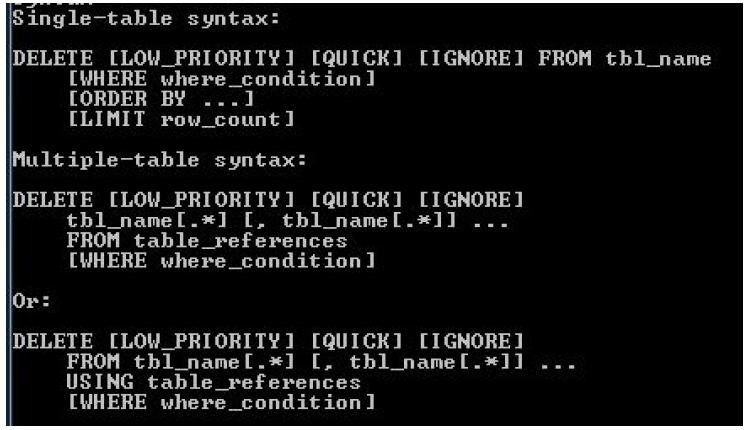 Single-table syntax:
DELETE [LOW_PRIORITY] [QUICK] [IGNORE] FROM tbl_name
[WHERE where_condition]
[ORDER BY ...]
[LIMIT row_count]
Multiple-table syntax:
DELETE [LOW_PRIORITY] [QUICK] [IGNORE]
tbl_name[.*] [, tbl_name[.*]] ...
FROM table_references
[WHERE where_condition]
Or:
DELETE [LOW_PRIORITY] [QUICK] [IGNORE]
FROM tbl_name[.*] [, tbl_name[.*]] ...
USING table_references
[WHERE where_condition]